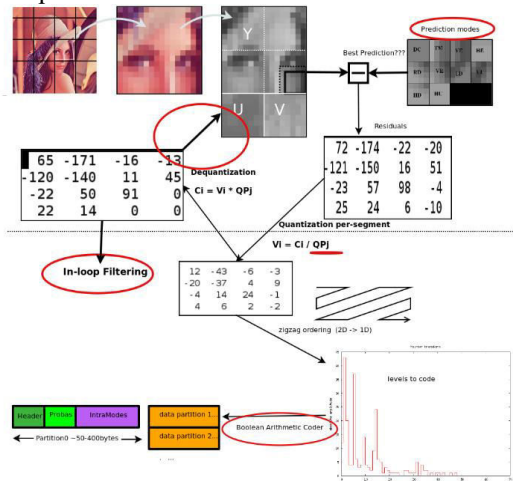 Prediction modes
Y
Best Prediction???
DC
TM
VE
HE
RD
VR
LD
VL
HD
HU
U V
Residuals
72 -174 -22 -20
-121 -150 16 51
-23 57 98 -4
25 24 6 -10
65 -171 -16 -13
-120 -140 11 45
-22 50 91 0
22 14 0 0
Dequantization
Ci = Vi * QPj
Quantization per-segment
Vi = Ci / QPj
In-loop Filtering
12 -43 -6 -3
-20 -37 4 9
-4 14 24 -1
4 6 2 -2
zigzag ordering (2D -> 1D)
levels to code
Header Probas IntraModes
data partition 1...
Boolean Arithmetic Coder
Partition0 ~50-400bytes
data partition 2...
. ...